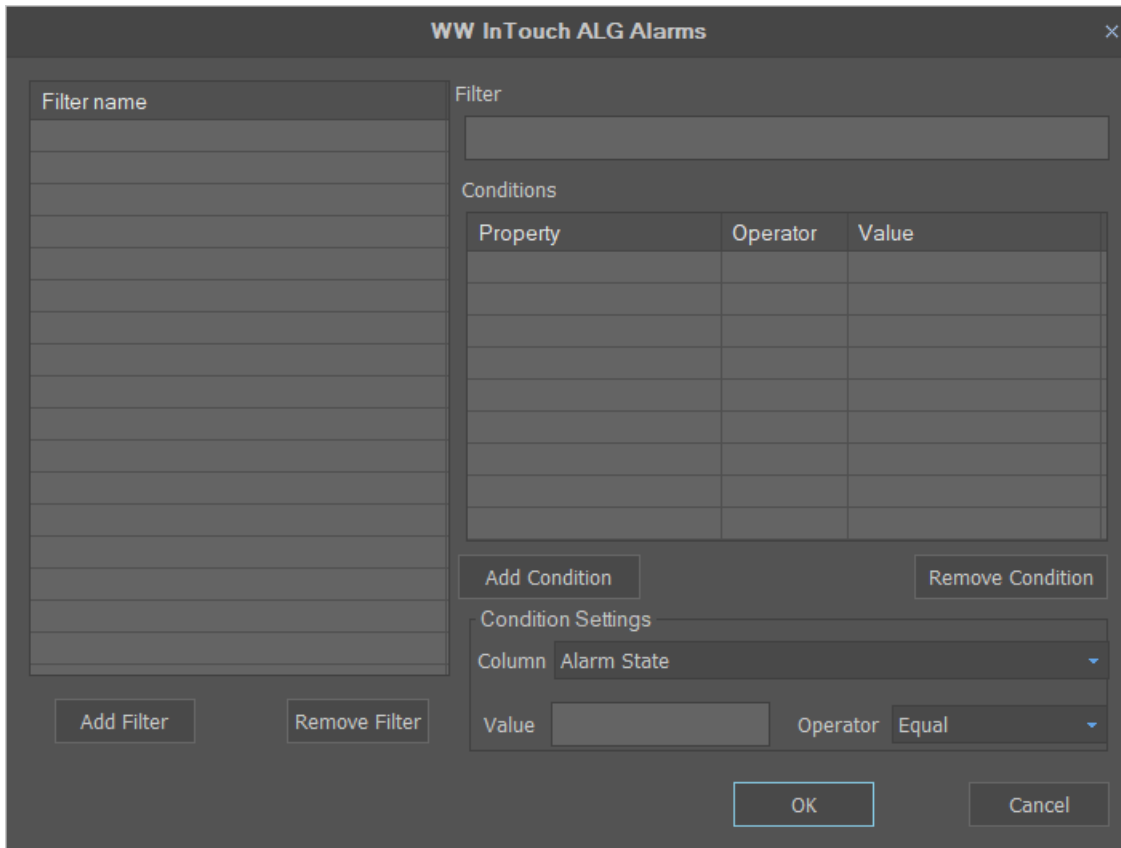 WW InTouch ALG Alarms
×
Filter name
Filter
Conditions
Property Operator Value
Add Condition Remove Condition
Condition Settings
Column Alarm State
Add Filter Remove Filter
Value Operator Equal
OK Cancel